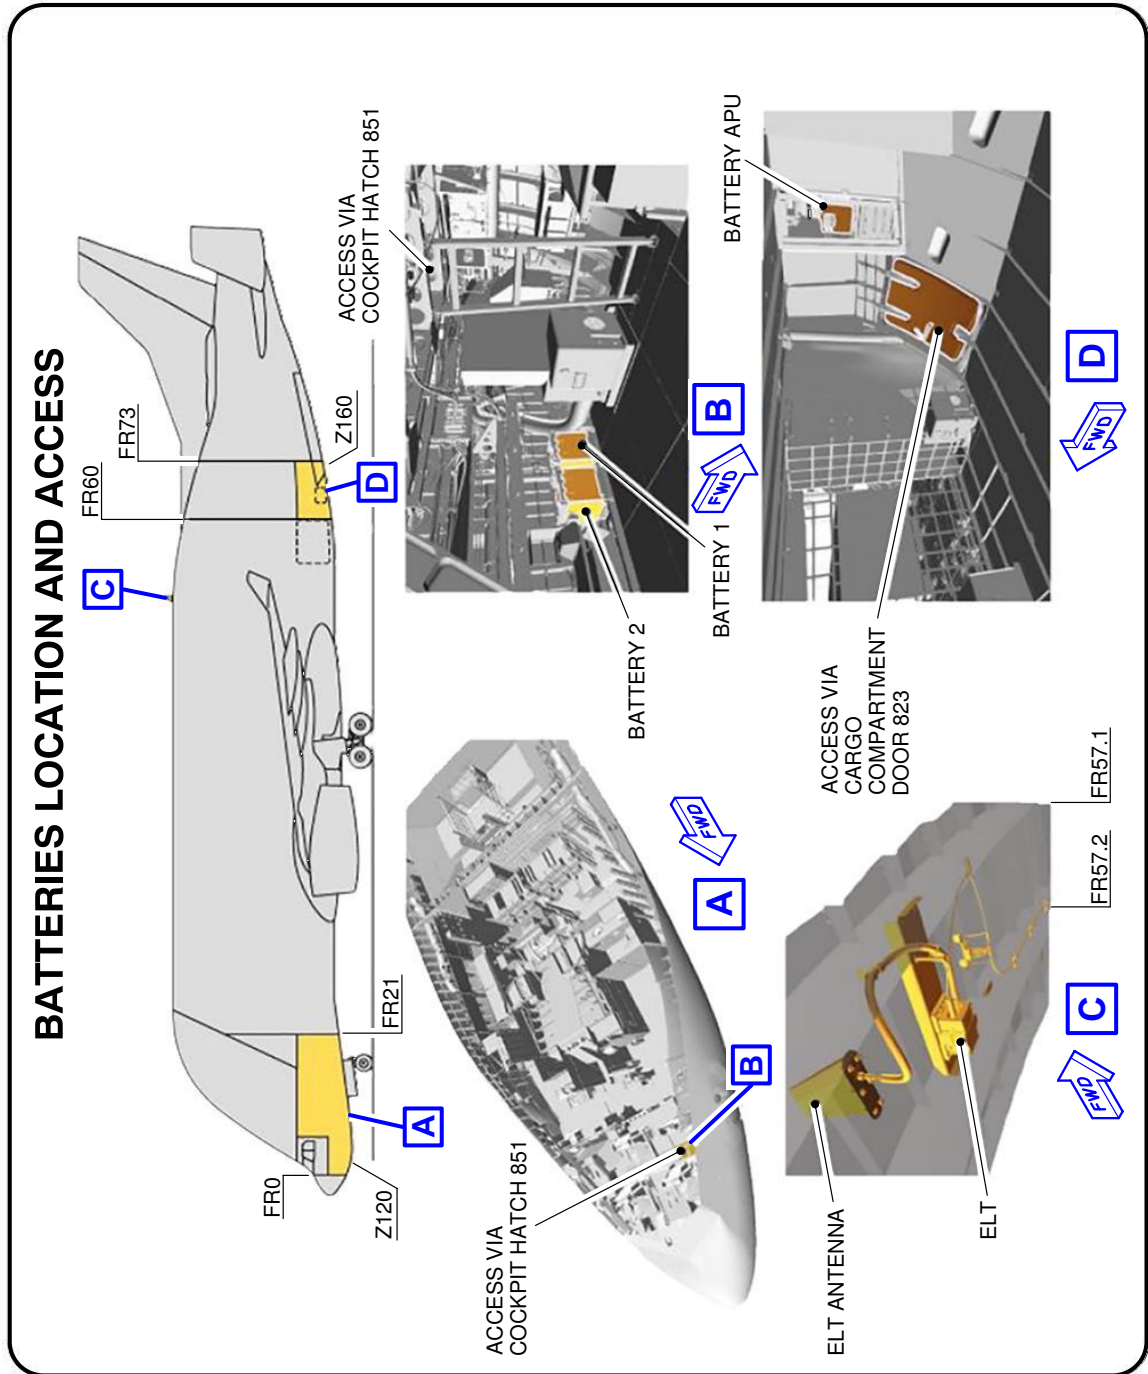 BATTERIES LOCATION AND ACCESS
C
FR60
FR73
FR0
FR21
Z120
A
D
Z160
ACCESS VIA
COCKPIT HATCH 851
ACCESS VIA
COCKPIT HATCH 851
B
A
FWD
BATTERY 2
BATTERY 1
FWD
B
ELT ANTENNA
ELT
FWD
C
FR57.2
FR57.1
ACCESS VIA
CARGO
COMPARTMENT
DOOR 823
BATTERY APU
FWD
D